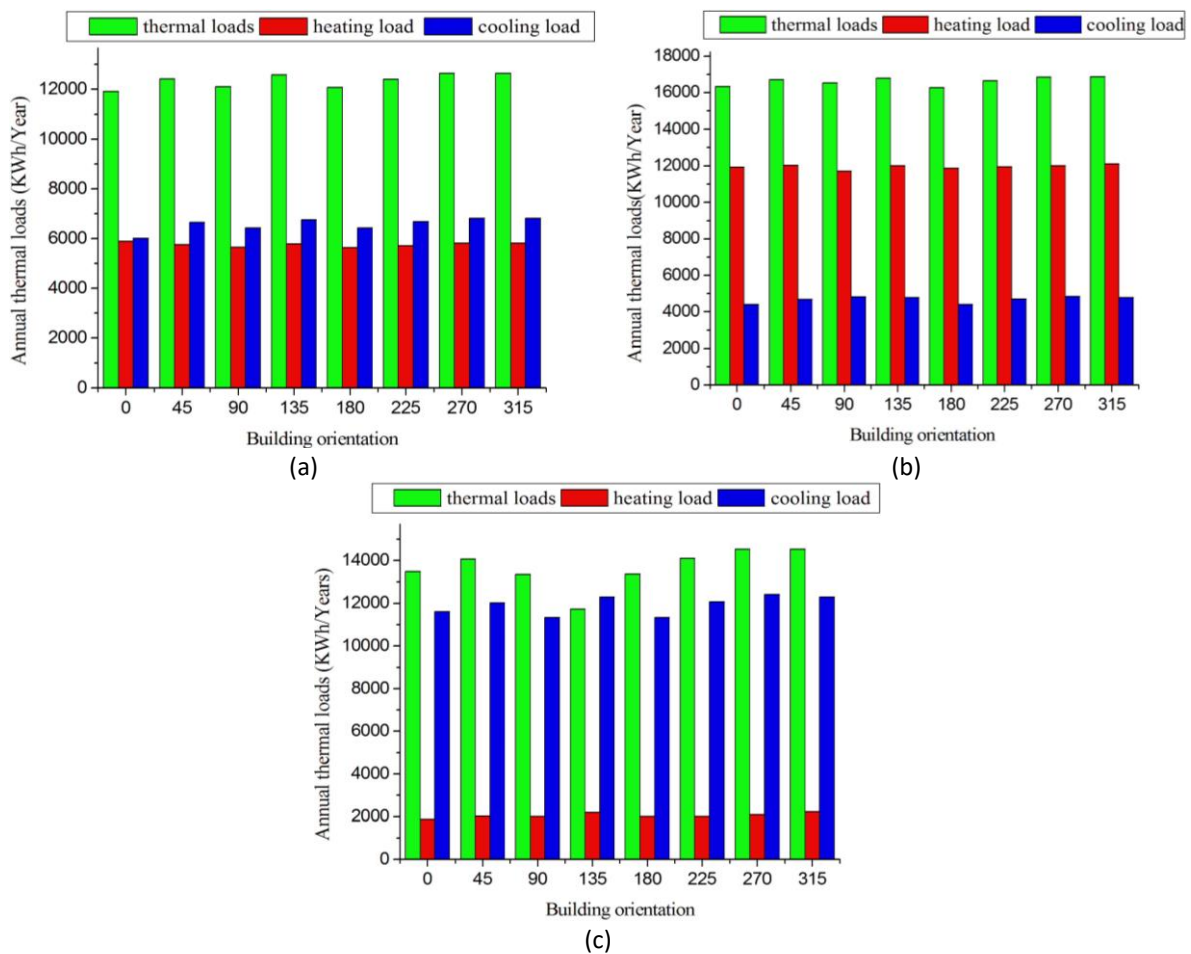 thermal loads heating load cooling load
12000
10000
8000
6000
4000
2000
0
Annual thermal loads (KWh/Year)
0 45 90 135 180 225 270 315
Building orientation
(a)
thermal loads heating load cooling load
18000
16000
14000
12000
10000
8000
6000
4000
2000
0
Annual thermal loads(KWh/Year)
0 45 90 135 180 225 270 315
Building orientation
(b)
thermal loads heating load cooling load
14000
12000
10000
8000
6000
4000
2000
0
Annual thermal loads (KWh/Years)
0 45 90 135 180 225 270 315
Building orientation
(c)